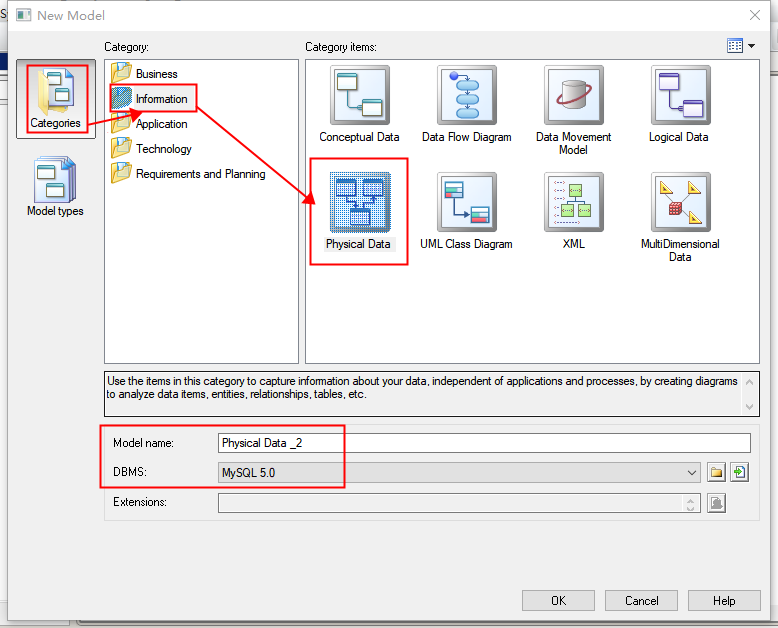 New Model
Category:
Category items:
Categories
Model types
Business
Information
Application
Technology
Requirements and Planning
Conceptual Data
Data Flow Diagram
Data Movement
Model
Logical Data
Physical Data
UML Class Diagram
XML
MultiDimensional
Data
Use the items in this category to capture information about your data, independent of applications and processes, by creating diagrams
to analyze data items, entities, relationships, tables, etc.
Model name:
Physical Data _2
DBMS:
MySQL 5.0
Extensions:
OK
Cancel
Help